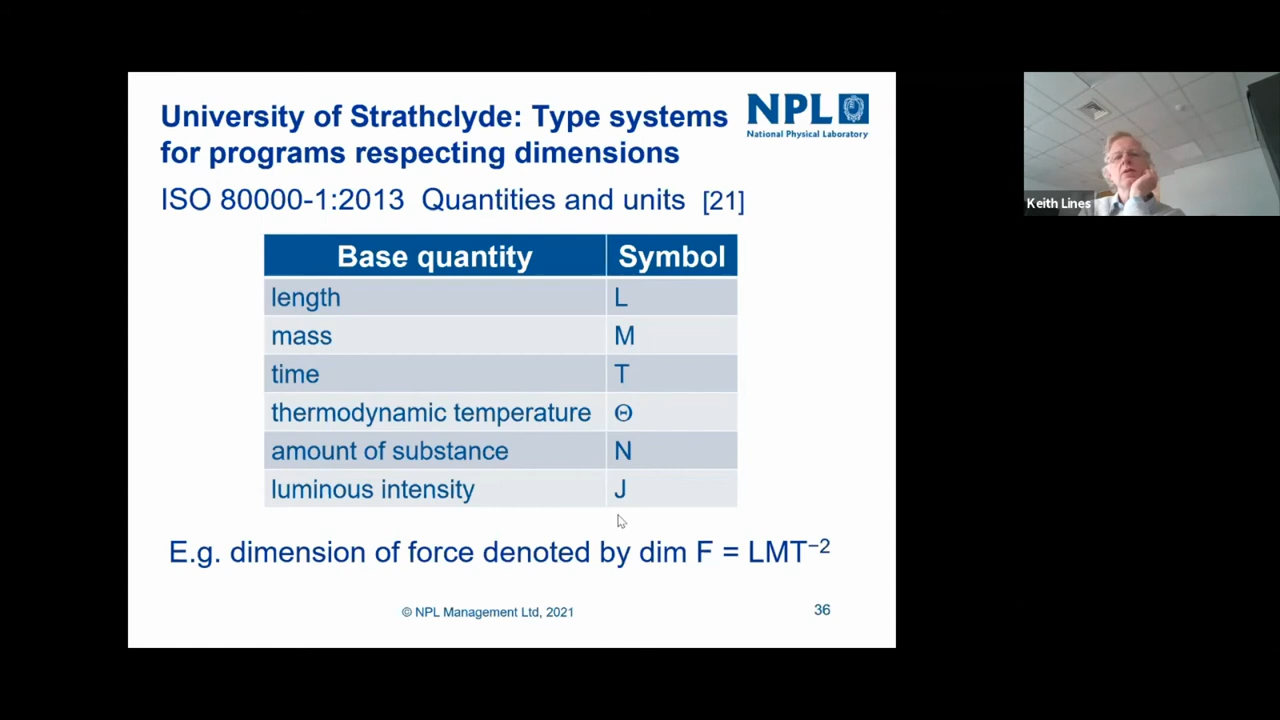 University of Strathclyde: Type systems
for programs respecting dimensions
NPL
National Physical Laboratory
ISO 80000-1:2013 Quantities and units [21]
Base quantity Symbol
length L
mass M
time T
thermodynamic temperature Θ
amount of substance N
luminous intensity J
E.g. dimension of force denoted by dim F = LMT⁻²
© NPL Management Ltd, 2021
36
Keith Lines